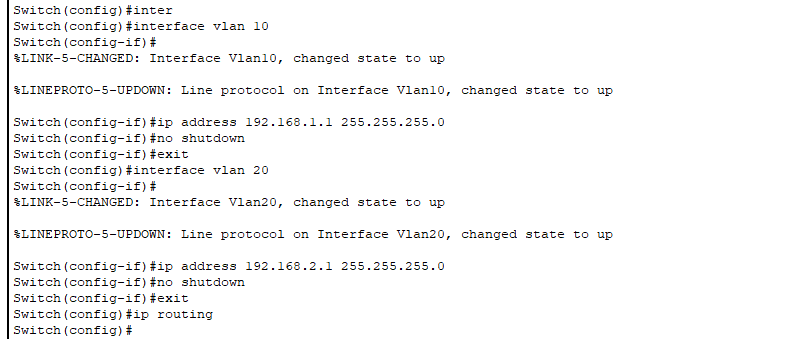 Switch(config)#inter
Switch(config)#interface vlan 10
Switch(config-if)#
%LINK-5-CHANGED: Interface Vlan10, changed state to up
%LINEPROTO-5-UPDOWN: Line protocol on Interface Vlan10, changed state to up
Switch(config-if)#ip address 192.168.1.1 255.255.255.0
Switch(config-if)#no shutdown
Switch(config-if)#exit
Switch(config)#interface vlan 20
Switch(config-if)#
%LINK-5-CHANGED: Interface Vlan20, changed state to up
%LINEPROTO-5-UPDOWN: Line protocol on Interface Vlan20, changed state to up
Switch(config-if)#ip address 192.168.2.1 255.255.255.0
Switch(config-if)#no shutdown
Switch(config-if)#exit
Switch(config)#ip routing
Switch(config)#